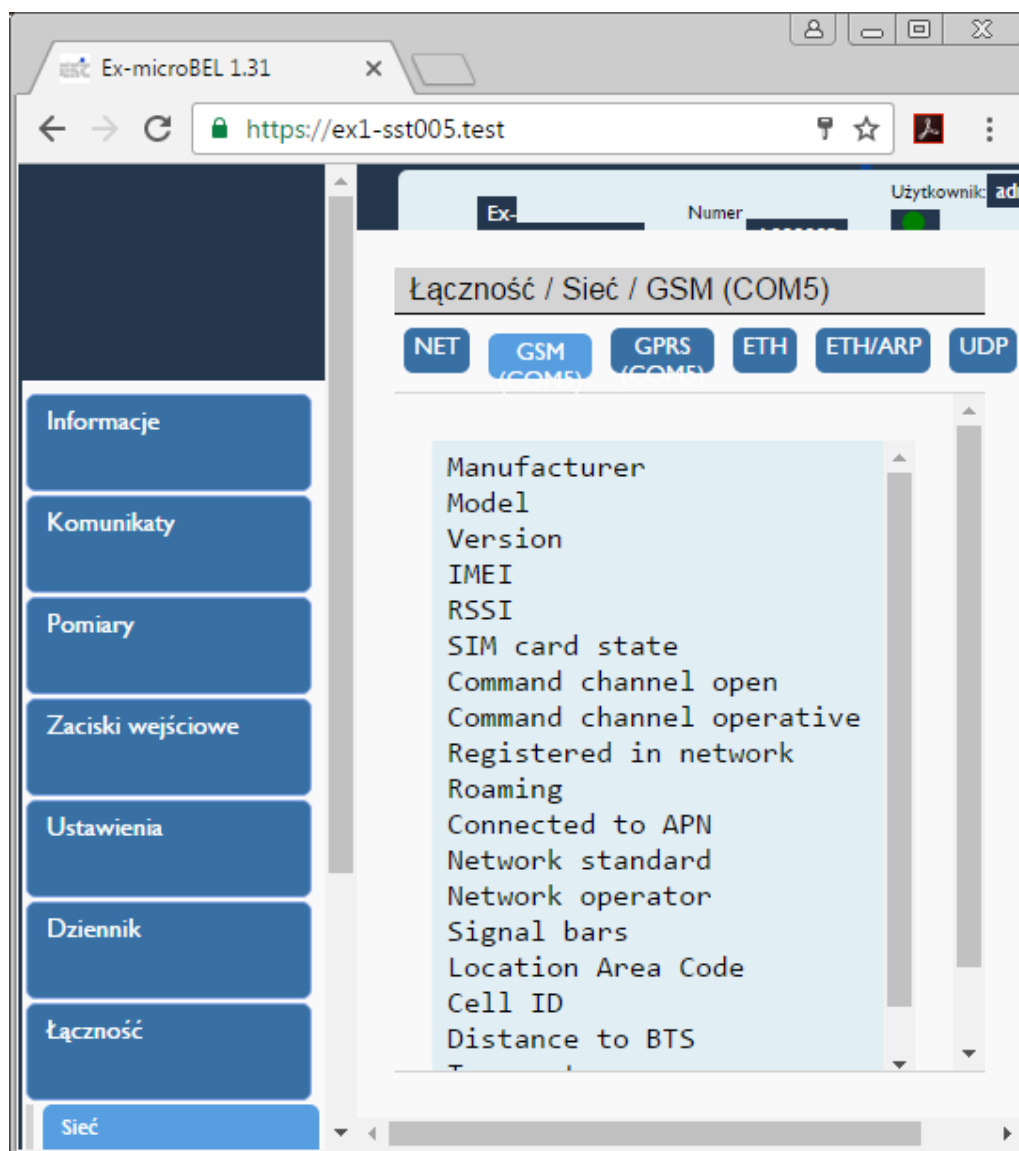 Ex-microBEL 1.31
https://ex1-sst005.test
Ex-
Numer
Użytkownik:
Łączność / Sieć / GSM (COM5)
NET
GSM (COM5)
GPRS (COM5)
ETH
ETH/ARP
UDP
Informacje
Komunikaty
Pomiary
Zaciski wejściowe
Ustawienia
Dziennik
Łączność
Sieć
Manufacturer
Model
Version
IMEI
RSSI
SIM card state
Command channel open
Command channel operative
Registered in network
Roaming
Connected to APN
Network standard
Network operator
Signal bars
Location Area Code
Cell ID
Distance to BTS